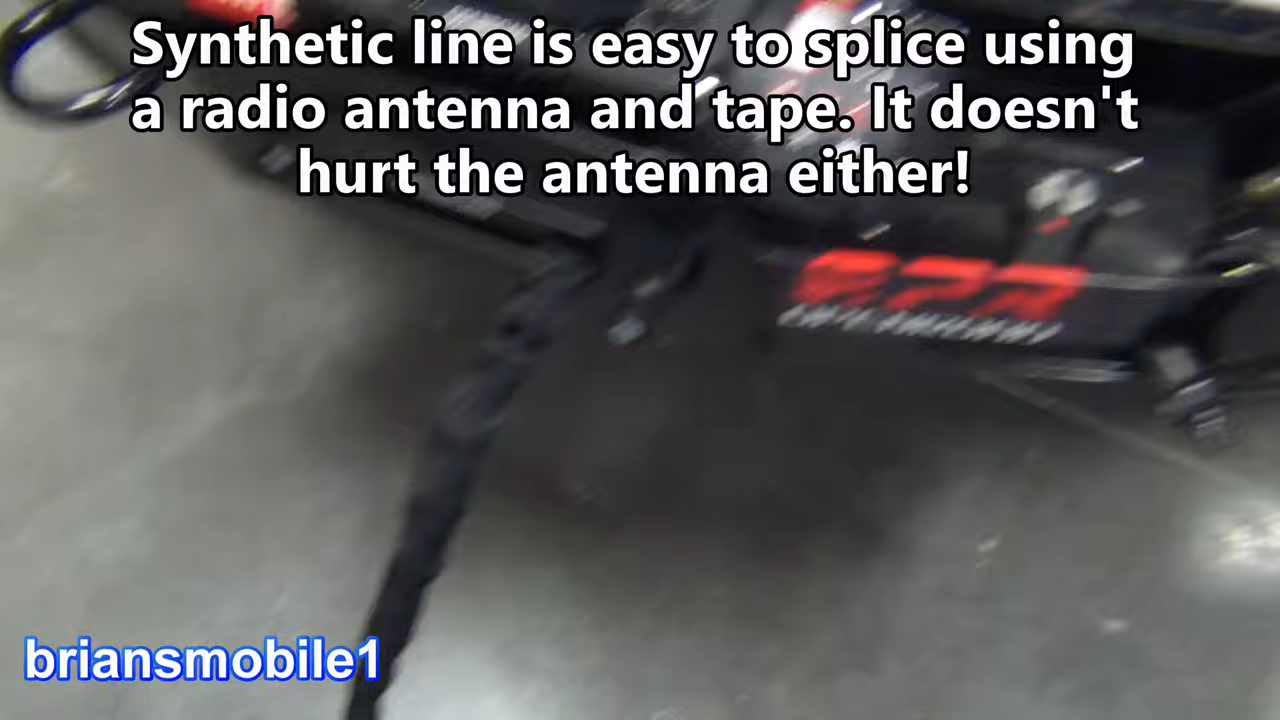 Synthetic line is easy to splice using
a radio antenna and tape. It doesn't
hurt the antenna either!
briansmobile1